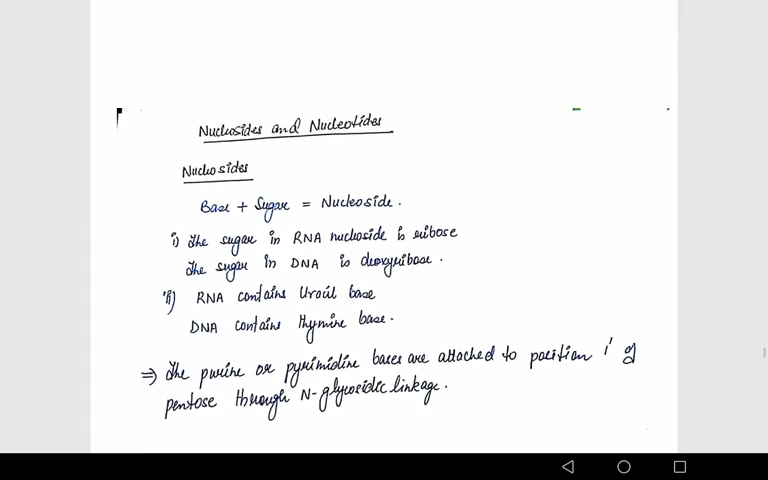 Nucleosides and Nucleotides
Nucleosides
Base + Sugar = Nucleoside.
i) The sugar in RNA nucleoside is ribose
The sugar in DNA is deoxyribose.
ii) RNA contains Uracil base
DNA contains thymine base.
⇒ The purine or pyrimidine bases are attached to position 1' of
pentose through N-glycosidic linkage.